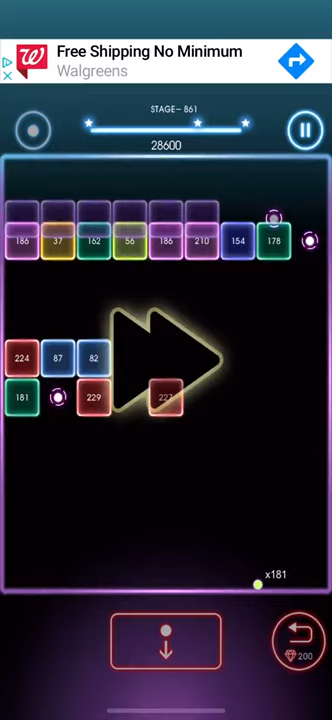 Free Shipping No Minimum
Walgreens
STAGE- 861
28600
186 37 162 56 186 210 154 178
224 87 82
181 229 227
x181
200